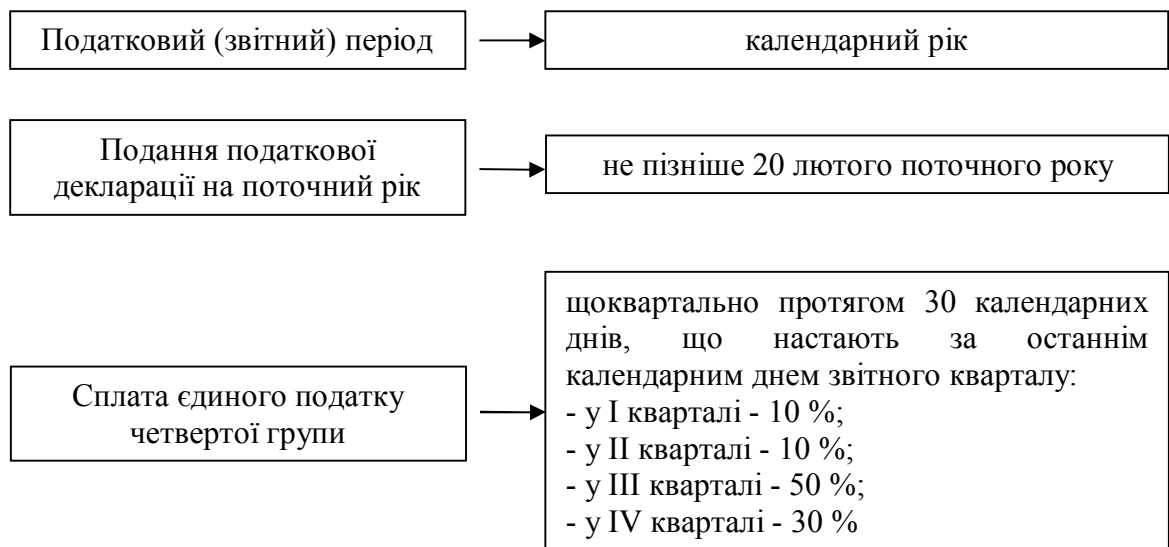 Податковий (звітний) період
календарний рік
Подання податкової
декларації на поточний рік
не пізніше 20 лютого поточного року
Сплата єдиного податку
четвертої групи
щоквартально протягом 30 календарних
днів, що настають за останнім
календарним днем звітного кварталу:
- у І кварталі - 10 %;
- у ІІ кварталі - 10 %;
- у ІІІ кварталі - 50 %;
- у IV кварталі - 30 %